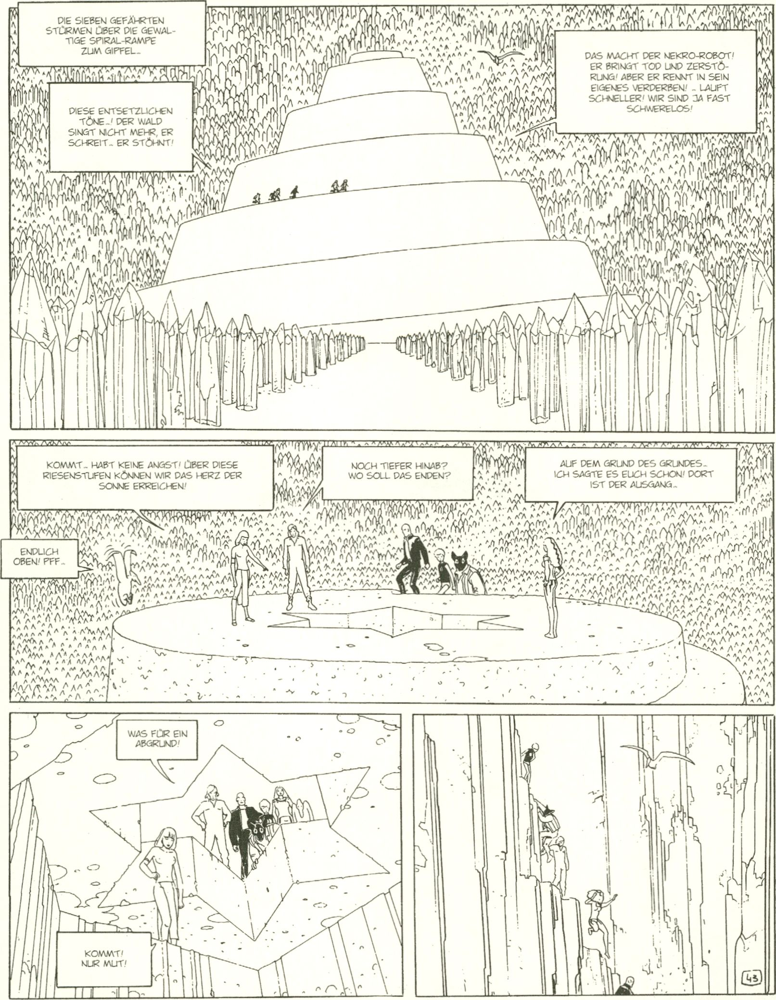 DIE SIEBEN GEFÄHRTEN
STÜRMEN ÜBER DIE GEWAL-
TIGE SPIRAL-RAMPE
ZUM GIPFEL...
DIESE ENTSETZLICHEN
TÖNE...! DER WALD
SINGT NICHT MEHR, ER
SCHREIT... ER STÖHNT!
DAS MACHT DER NEKRO-ROBOT!
ER BRINGT TOD UND ZERSTÖ-
RUNG! ABER ER RENNT IN SEIN
EIGENES VERDERBEN! ... LAUFT
SCHNELLER! WIR SIND JA FAST
SCHWERELOS!
KOMMT... HABT KEINE ANGST! ÜBER DIESE
RIESENSTUFEN KÖNNEN WIR DAS HERZ DER
SONNE ERREICHEN!
NOCH TIEFER HINAB?
WO SOLL DAS ENDEN?
AUF DEM GRUND DES GRUNDES...
ICH SAGTE ES EUCH SCHON! DORT
IST DER AUSGANG...
ENDLICH
OBEN! PFF...
WAS FÜR EIN
ABGRUND!
KOMMT!
NUR MUT!
43